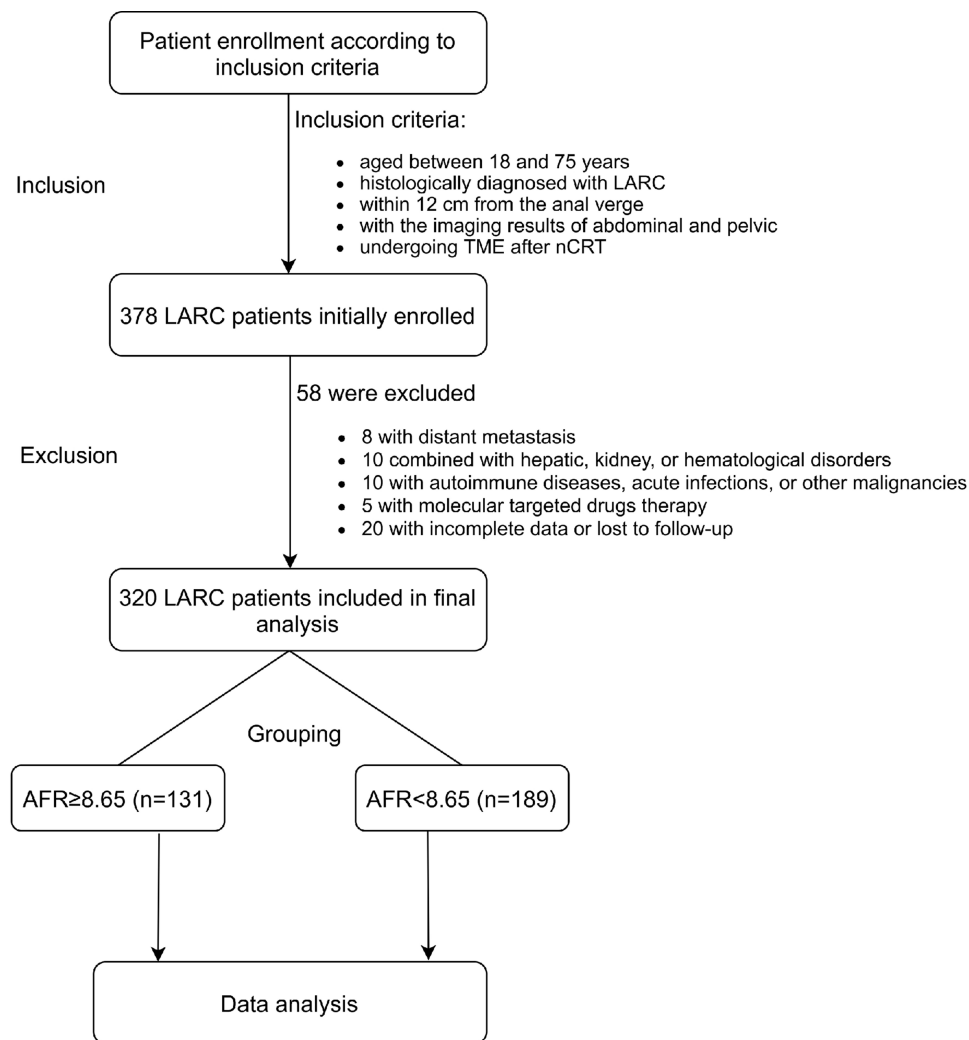 Patient enrollment according to
inclusion criteria
Inclusion criteria:
• aged between 18 and 75 years
Inclusion
• histologically diagnosed with LARC
• within 12 cm from the anal verge
• with the imaging results of abdominal and pelvic
• undergoing TME after nCRT
378 LARC patients initially enrolled
58 were excluded
• 8 with distant metastasis
Exclusion
• 10 combined with hepatic, kidney, or hematological disorders
• 10 with autoimmune diseases, acute infections, or other malignancies
• 5 with molecular targeted drugs therapy
• 20 with incomplete data or lost to follow-up
320 LARC patients included in final
analysis
Grouping
AFR≥8.65 (n=131)
AFR<8.65 (n=189)
Data analysis